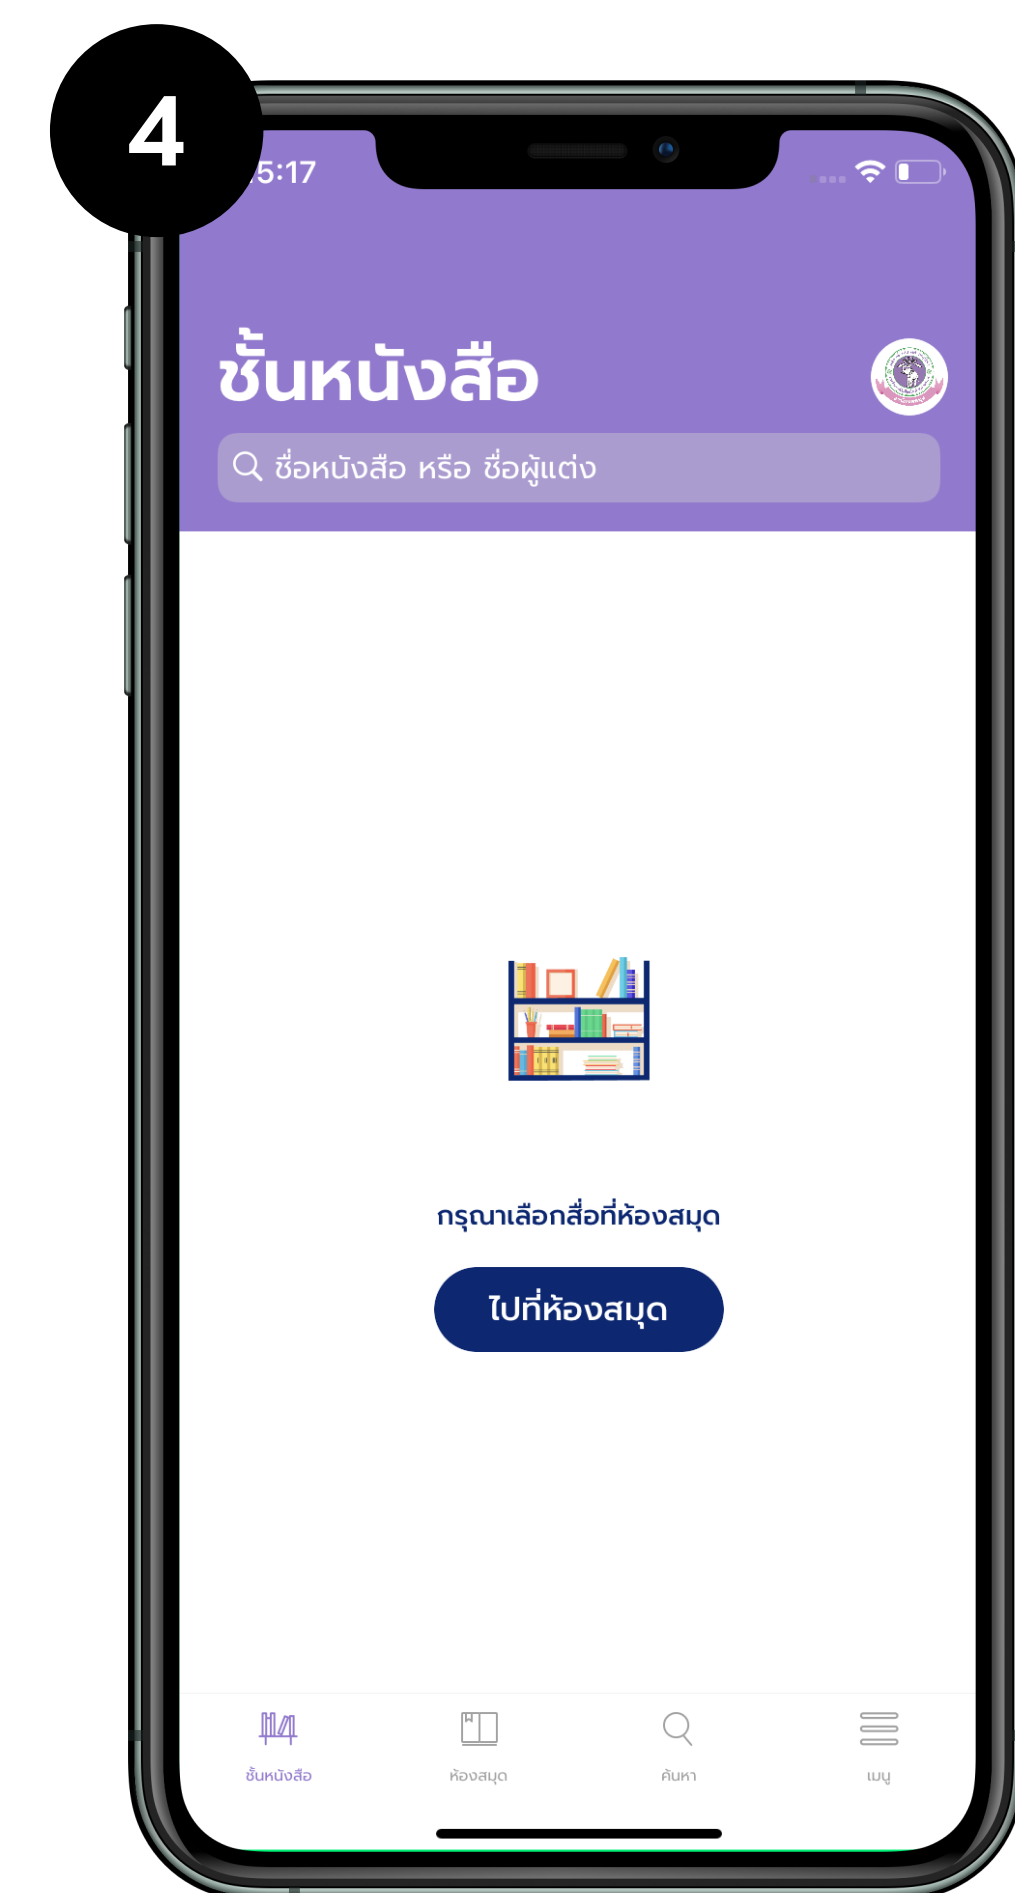 4
5:17
ชั้นหนังสือ
ชื่อหนังสือ หรือ ชื่อผู้แต่ง
กรุณาเลือกสื่อที่ห้องสมุด
ไปที่ห้องสมุด
ชั้นหนังสือ
ห้องสมุด
ค้นหา
เมนู